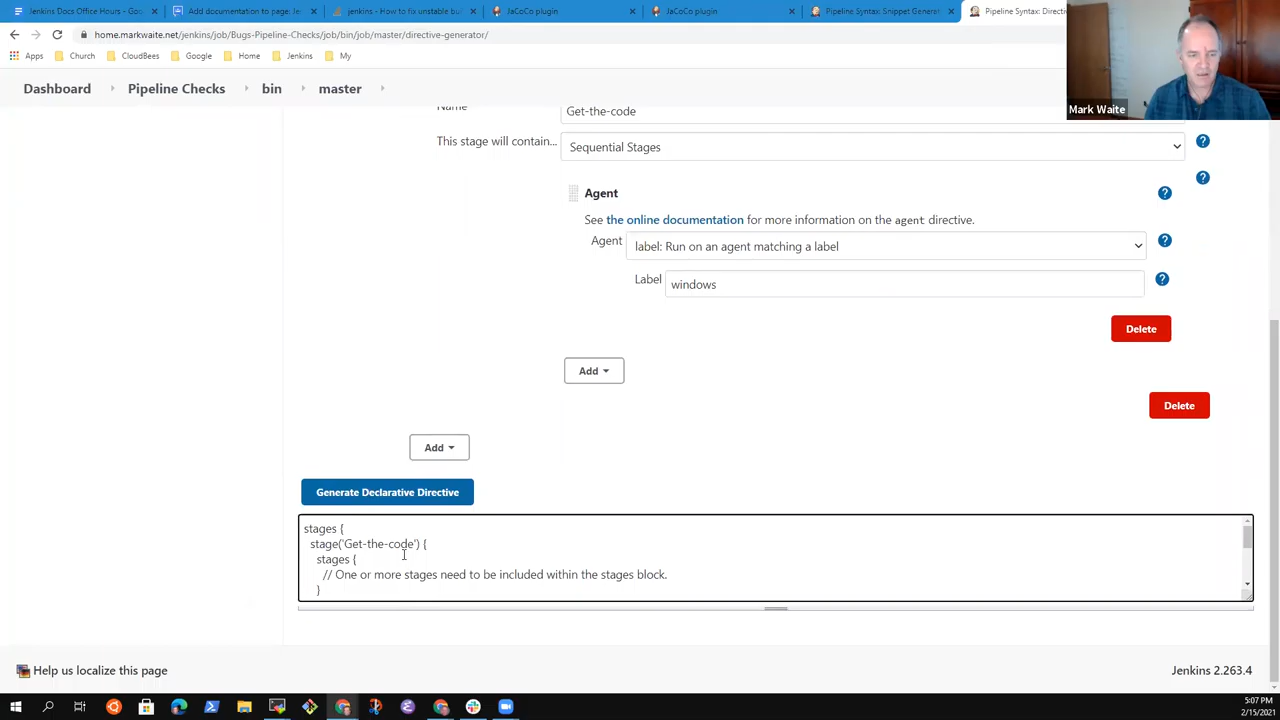 Jenkins Docs Office Hours - Goo
Add documentation to page: Jen
jenkins - How to fix unstable bu
JaCoCo plugin
JaCoCo plugin
Pipeline Syntax: Snippet Generat
Pipeline Syntax: Directi
home.markwaite.net/jenkins/job/Bugs-Pipeline-Checks/job/bin/job/master/directive-generator/
Apps Church CloudBees Google Home Jenkins My
Dashboard Pipeline Checks bin master
Mark Waite
Name Get-the-code
This stage will contain... Sequential Stages
Agent
See the online documentation for more information on the agent directive.
Agent label: Run on an agent matching a label
Label windows
Delete
Add
Delete
Add
Generate Declarative Directive
stages {
stage('Get-the-code') {
stages {
// One or more stages need to be included within the stages block.
}
Help us localize this page Jenkins 2.263.4
5:07 PM
2/15/2021